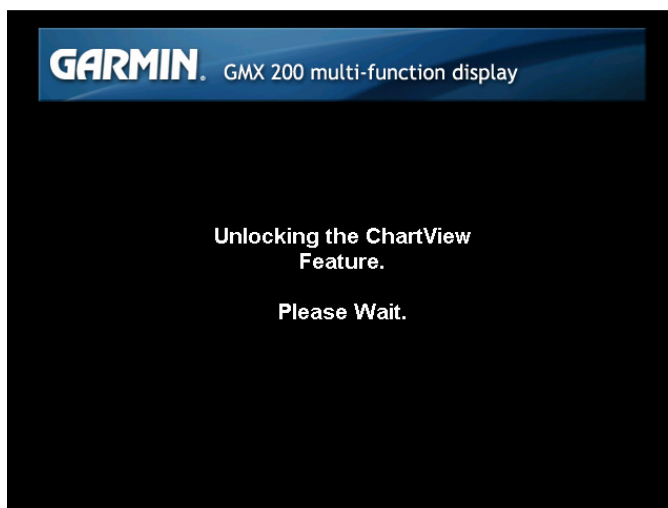 GARMIN. GMX 200 multi-function display
Unlocking the ChartView
Feature.
Please Wait.